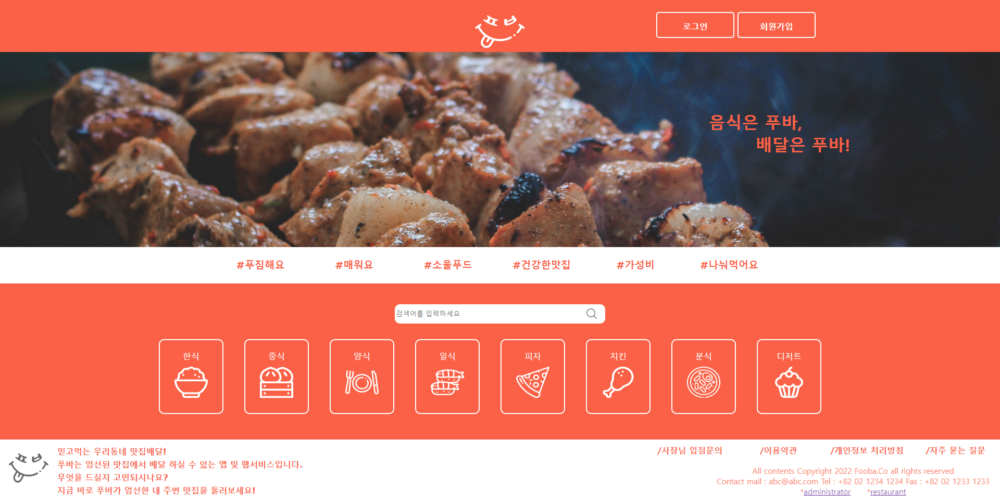 푸바
로그인
회원가입
음식은 푸바,
배달은 푸바!
#푸짐해요
#매워요
#소울푸드
#건강한맛집
#가성비
#나눠먹어요
검색어를 입력하세요
한식
중식
양식
일식
피자
치킨
분식
디저트
푸바
믿고먹는 우리동네 맛집배달!
푸바는 엄선된 맛집에서 배달 하실 수 있는 앱 및 웹서비스입니다.
무엇을 드실지 고민되시나요?
지금 바로 푸바가 엄선한 내 주변 맛집을 둘러보세요!
/사장님 입점문의
/이용약관
/개인정보 처리방침
/자주 묻는 질문
All contents Copyright 2022 Fooba.Co all rights reserved
Contact mail : abc@abc.com Tel : +82 02 1234 1234 Fax : +82 02 1233 1233
*administrator *restaurant